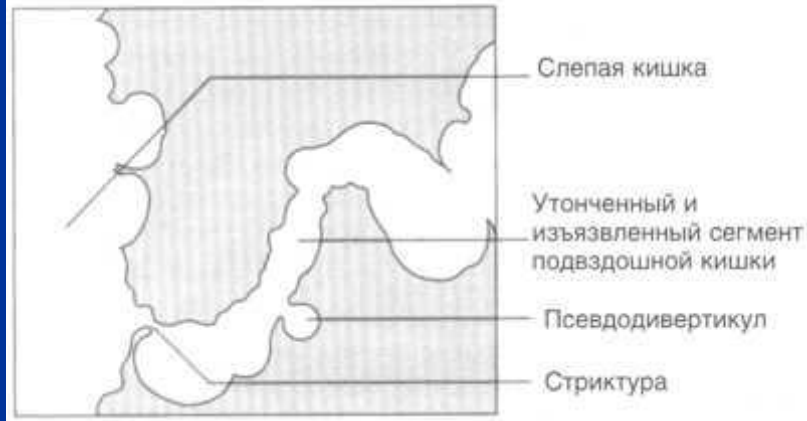 Слепая кишка
Утонченный и
изъязвленный сегмент
подвздошной кишки
Псевдодивертикул
Стриктура